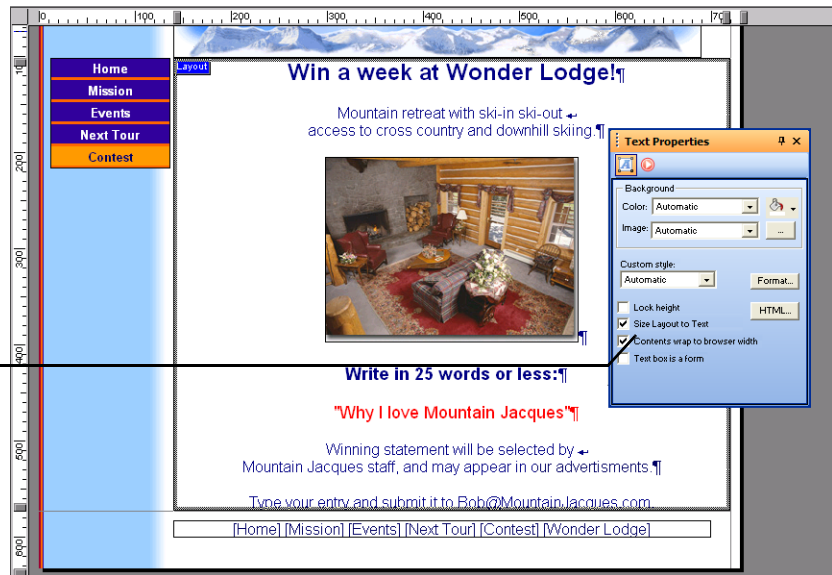 0 100 200 300 400 500 600 700
Home
Mission
Events
Next Tour
Contest
Layout
Win a week at Wonder Lodge!¶
Mountain retreat with ski-in ski-out ↵
access to cross country and downhill skiing.¶
¶
Write in 25 words or less:¶
"Why I love Mountain Jacques"¶
Winning statement will be selected by ↵
Mountain Jacques staff, and may appear in our advertisments.¶
Type your entry and submit it to Bob@MountainJacques.com.
[Home] [Mission] [Events] [Next Tour] [Contest] [Wonder Lodge]
Text Properties
Background
Color: Automatic
Image: Automatic ...
Custom style:
Automatic Format...
Lock height HTML...
Size Layout to Text
Contents wrap to browser width
Text box is a form
200
300
400
500
600